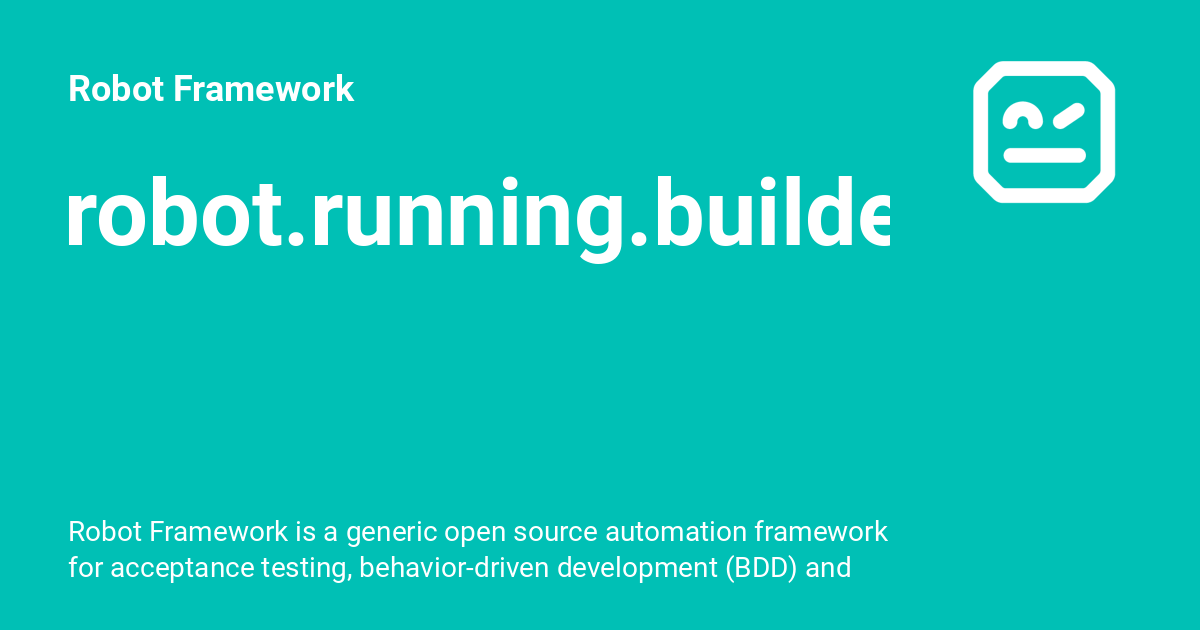 Robot Framework
robot.running.builde
Robot Framework is a generic open source automation framework
for acceptance testing, behavior-driven development (BDD) and